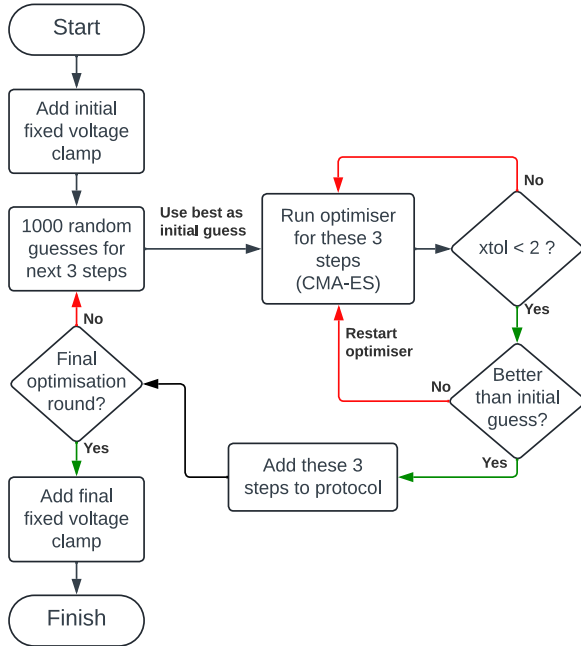 Start
Add initial
fixed voltage
clamp
1000 random
guesses for
next 3 steps
Use best as
initial guess
Run optimiser
for these 3
steps
(CMA-ES)
No
xtol < 2 ?
Yes
Better
than initial
guess?
No
Restart
optimiser
Yes
Add these 3
steps to protocol
No
Final
optimisation
round?
Yes
Add final
fixed voltage
clamp
Finish